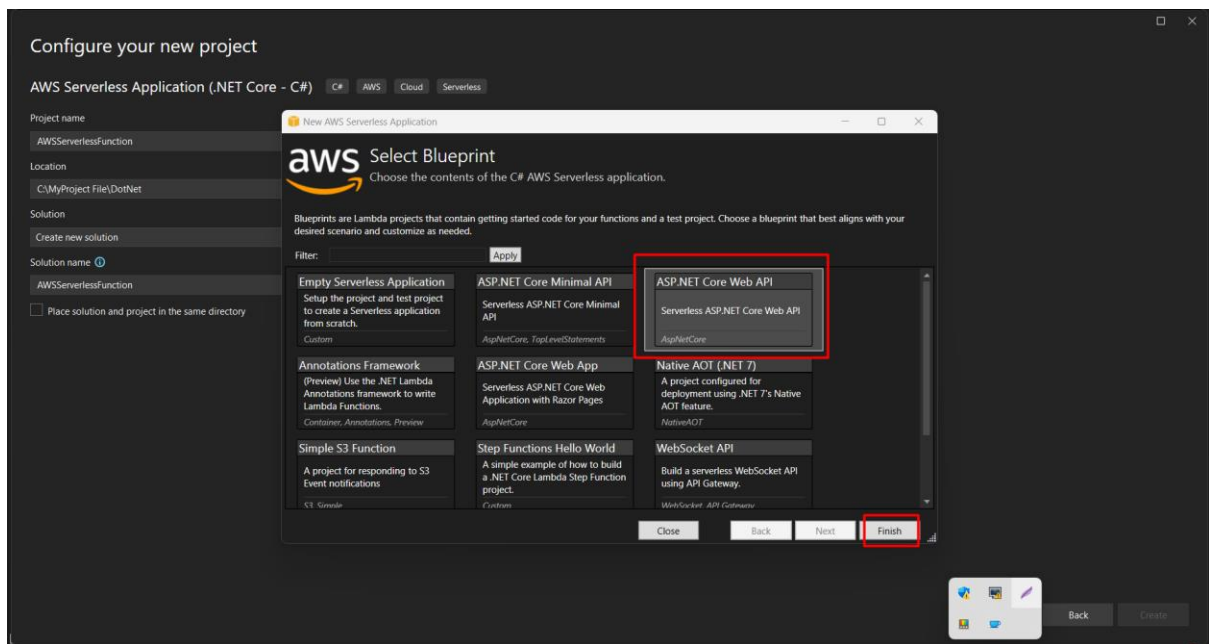 Configure your new project
AWS Serverless Application (.NET Core - C#) C# AWS Cloud Serverless
Project name
AWSServerlessFunction
Location
C:\MyProject File\DotNet
Solution
Create new solution
Solution name
AWSServerlessFunction
Place solution and project in the same directory
New AWS Serverless Application
aws
Select Blueprint
Choose the contents of the C# AWS Serverless application.
Blueprints are Lambda projects that contain getting started code for your functions and a test project. Choose a blueprint that best aligns with your
desired scenario and customize as needed.
Filter: Apply
Empty Serverless Application
Setup the project and test project
to create a Serverless application
from scratch.
Custom
ASP.NET Core Minimal API
Serverless ASP.NET Core Minimal
API
AspNetCore, TopLevelStatements
ASP.NET Core Web API
Serverless ASP.NET Core Web API
AspNetCore
Annotations Framework
(Preview) Use the .NET Lambda
Annotations framework to write
Lambda Functions.
Container, Annotations, Preview
ASP.NET Core Web App
Serverless ASP.NET Core Web
Application with Razor Pages
AspNetCore
Native AOT (.NET 7)
A project configured for
deployment using .NET 7's Native
AOT feature.
NativeAOT
Simple S3 Function
A project for responding to S3
Event notifications
S3, Simple
Step Functions Hello World
A simple example of how to build
a .NET Core Lambda Step Function
project.
Custom
WebSocket API
Build a serverless WebSocket API
using API Gateway.
WebSocket, API Gateway
Close Back Next Finish
Back Create